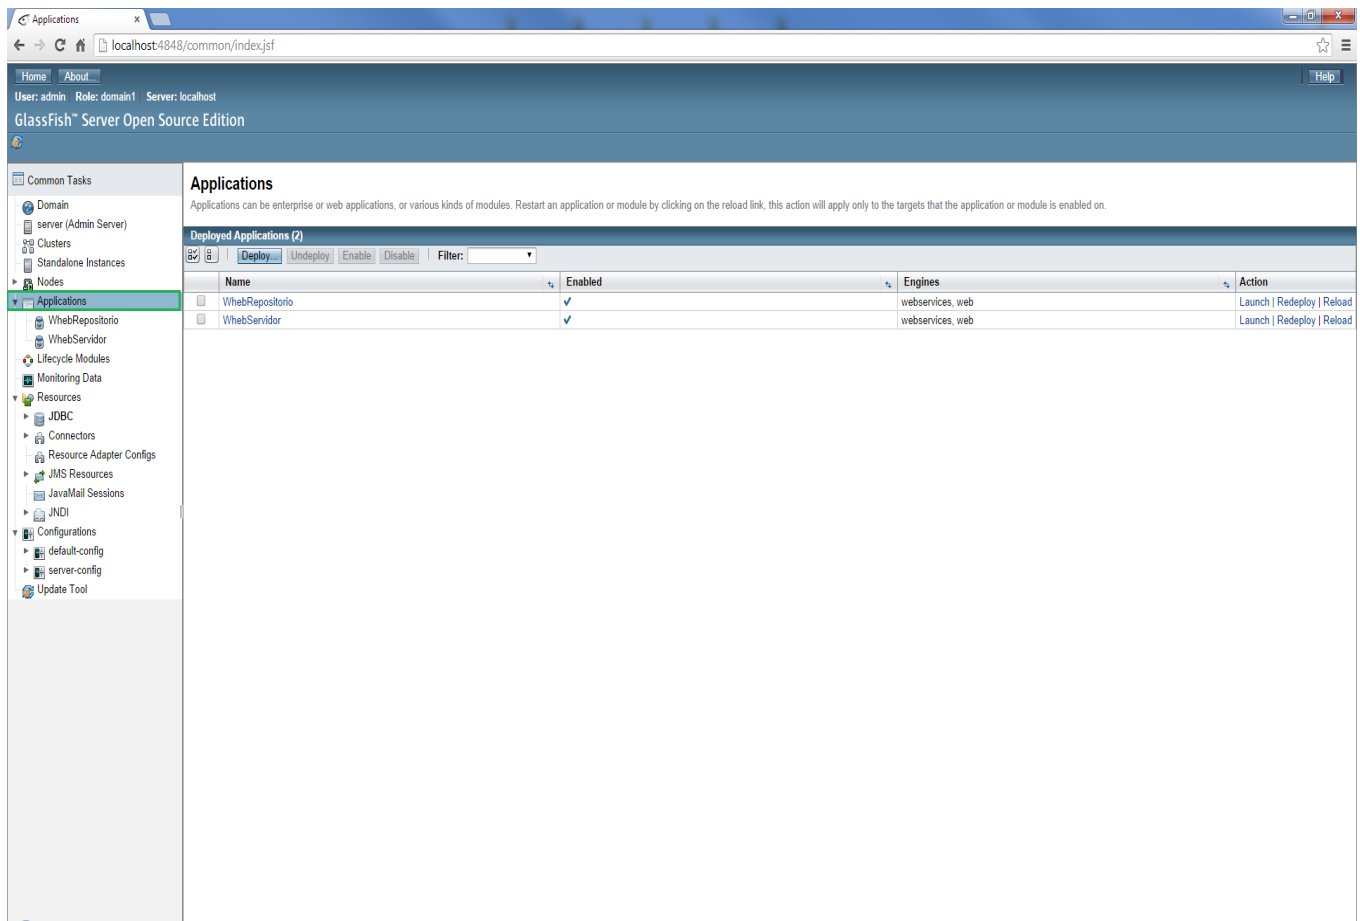 Applications
localhost:4848/common/index.jsf
Home About...
Help
User: admin Role: domain1 Server: localhost
GlassFish™ Server Open Source Edition
Common Tasks
Domain
server (Admin Server)
Clusters
Standalone Instances
Nodes
Applications
WhebRepositorio
WhebServidor
Lifecycle Modules
Monitoring Data
Resources
JDBC
Connectors
Resource Adapter Configs
JMS Resources
JavaMail Sessions
JNDI
Configurations
default-config
server-config
Update Tool
Applications
Applications can be enterprise or web applications, or various kinds of modules. Restart an application or module by clicking on the reload link, this action will apply only to the targets that the application or module is enabled on.
Deployed Applications (2)
Deploy... Undeploy Enable Disable Filter:
Name Enabled Engines Action
WhebRepositorio webservices, web Launch | Redeploy | Reload
WhebServidor webservices, web Launch | Redeploy | Reload